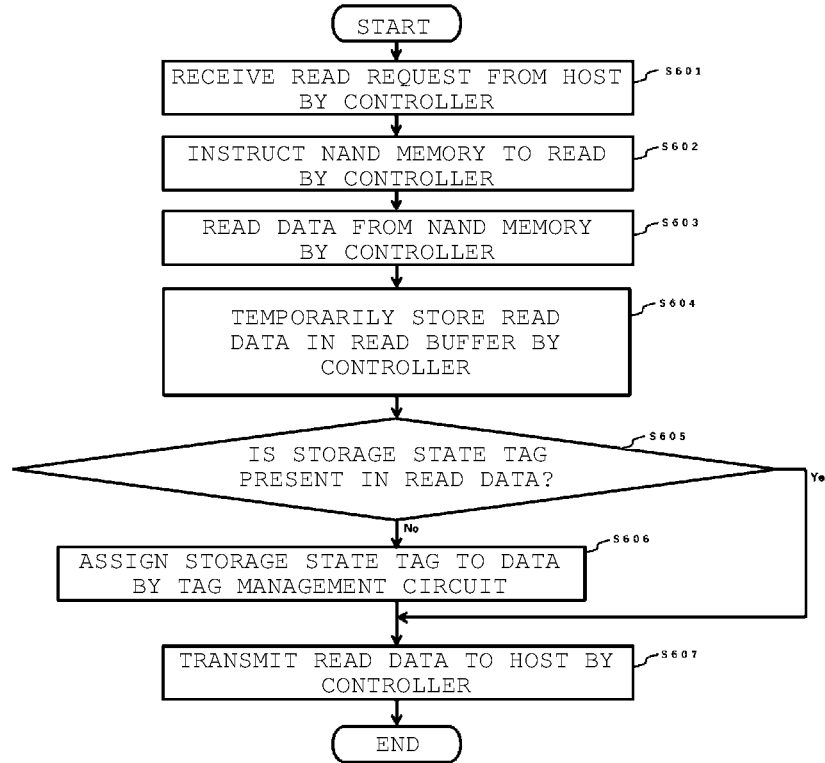 START
RECEIVE READ REQUEST FROM HOST
BY CONTROLLER
S601
INSTRUCT NAND MEMORY TO READ
BY CONTROLLER
S602
READ DATA FROM NAND MEMORY
BY CONTROLLER
S603
TEMPORARILY STORE READ
DATA IN READ BUFFER BY
CONTROLLER
S604
IS STORAGE STATE TAG
PRESENT IN READ DATA?
S605
Ye
No
ASSIGN STORAGE STATE TAG TO DATA
BY TAG MANAGEMENT CIRCUIT
S606
TRANSMIT READ DATA TO HOST BY
CONTROLLER
S607
END